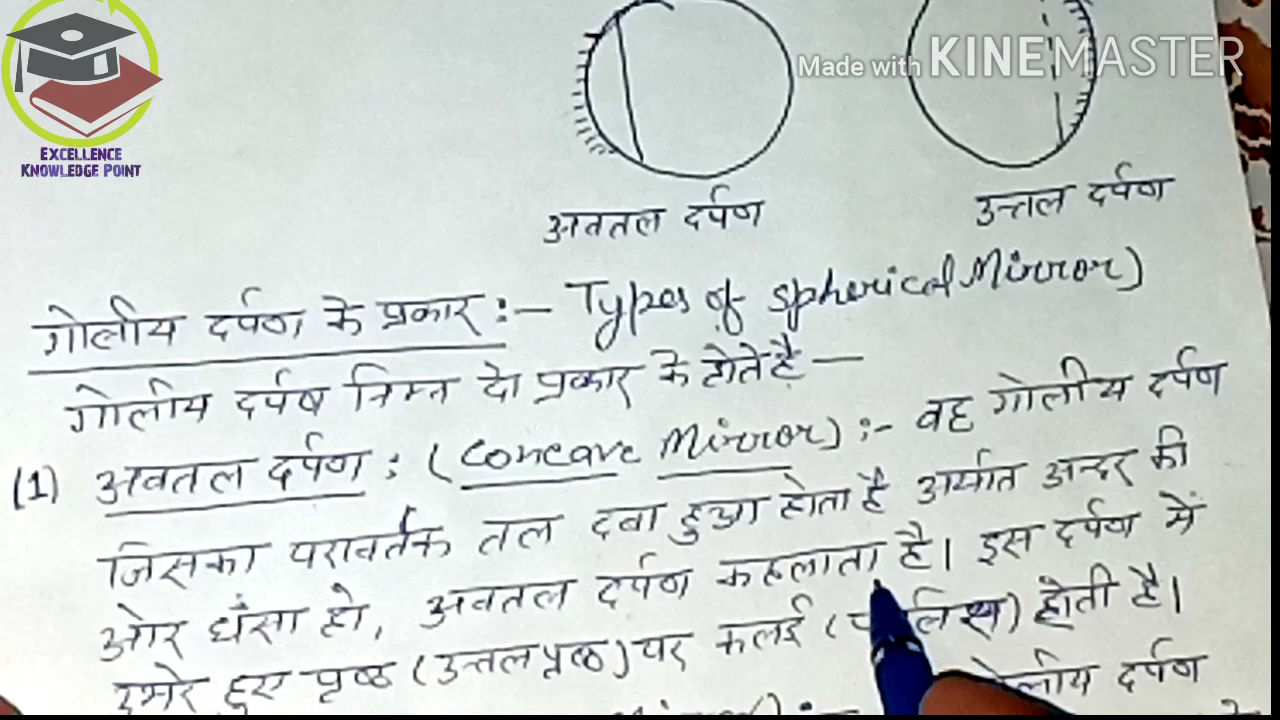 Made with KINEMASTER
EXCELLENCE
KNOWLEDGE POINT
अवतल दर्पण
उत्तल दर्पण
गोलीय दर्पण के प्रकार :- Types of Spherical Mirror)
गोलीय दर्पण निम्न दो प्रकार के होते है —
(1) अवतल दर्पण : (Concave Mirror) :- वह गोलीय दर्पण
जिसका परावर्तक तल दबा हुआ होता है अर्यात अन्दर की
ओर धंसा हो, अवतल दर्पण कहलाता है। इस दर्पण में
उभरे हुए पृष्ठ (उत्तल पृष्ठ) पर कलई ( होती है।
दर्पण